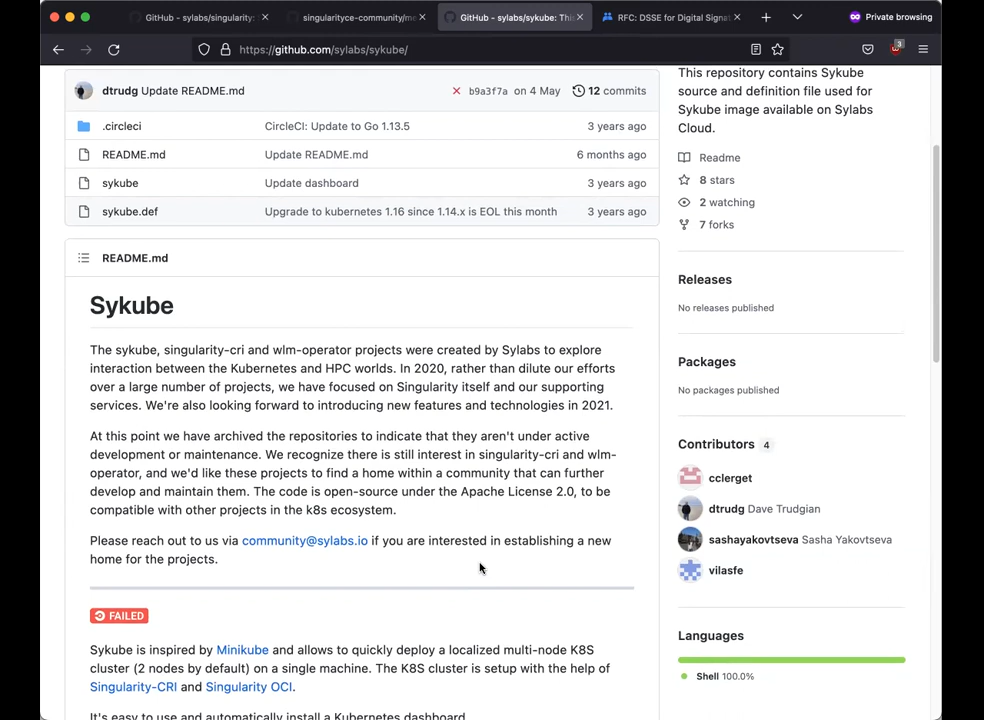 GitHub - sylabs/singularity:
singularityce-community/me
GitHub - sylabs/sykube: This
RFC: DSSE for Digital Signat
Private browsing
https://github.com/sylabs/sykube/
3
dtrudg Update README.md
b9a3f7a on 4 May
12 commits
.circleci
CircleCI: Update to Go 1.13.5
3 years ago
README.md
Update README.md
6 months ago
sykube
Update dashboard
3 years ago
sykube.def
Upgrade to kubernetes 1.16 since 1.14.x is EOL this month
3 years ago
README.md
Sykube
The sykube, singularity-cri and wlm-operator projects were created by Sylabs to explore
interaction between the Kubernetes and HPC worlds. In 2020, rather than dilute our efforts
over a large number of projects, we have focused on Singularity itself and our supporting
services. We're also looking forward to introducing new features and technologies in 2021.
At this point we have archived the repositories to indicate that they aren't under active
development or maintenance. We recognize there is still interest in singularity-cri and wlm-
operator, and we'd like these projects to find a home within a community that can further
develop and maintain them. The code is open-source under the Apache License 2.0, to be
compatible with other projects in the k8s ecosystem.
Please reach out to us via community@sylabs.io if you are interested in establishing a new
home for the projects.
FAILED
Sykube is inspired by Minikube and allows to quickly deploy a localized multi-node K8S
cluster (2 nodes by default) on a single machine. The K8S cluster is setup with the help of
Singularity-CRI and Singularity OCI.
It's easy to use and automatically install a Kubernetes dashboard.
This repository contains Sykube
source and definition file used for
Sykube image available on Sylabs
Cloud.
Readme
8 stars
2 watching
7 forks
Releases
No releases published
Packages
No packages published
Contributors 4
cclerget
dtrudg Dave Trudgian
sashayakovtseva Sasha Yakovtseva
vilasfe
Languages
Shell 100.0%